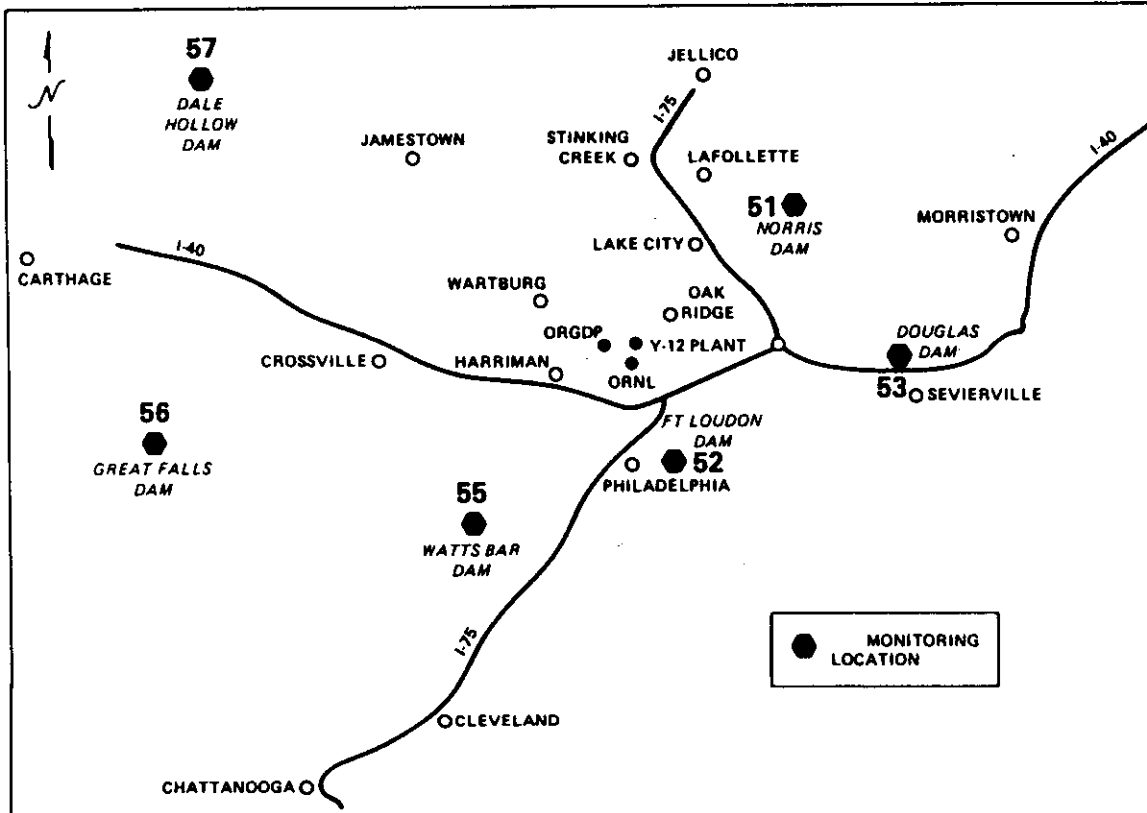 N
57
DALE
HOLLOW
DAM
JELLICO
I-75
JAMESTOWN
STINKING
CREEK
LAFOLLETTE
I-40
51
NORRIS
DAM
MORRISTOWN
LAKE CITY
I-40
CARTHAGE
WARTBURG
OAK
RIDGE
ORGDP
Y-12 PLANT
DOUGLAS
DAM
CROSSVILLE
HARRIMAN
ORNL
53
SEVIERVILLE
56
GREAT FALLS
DAM
FT LOUDON
DAM
52
PHILADELPHIA
55
WATTS BAR
DAM
I-75
MONITORING
LOCATION
CLEVELAND
CHATTANOOGA